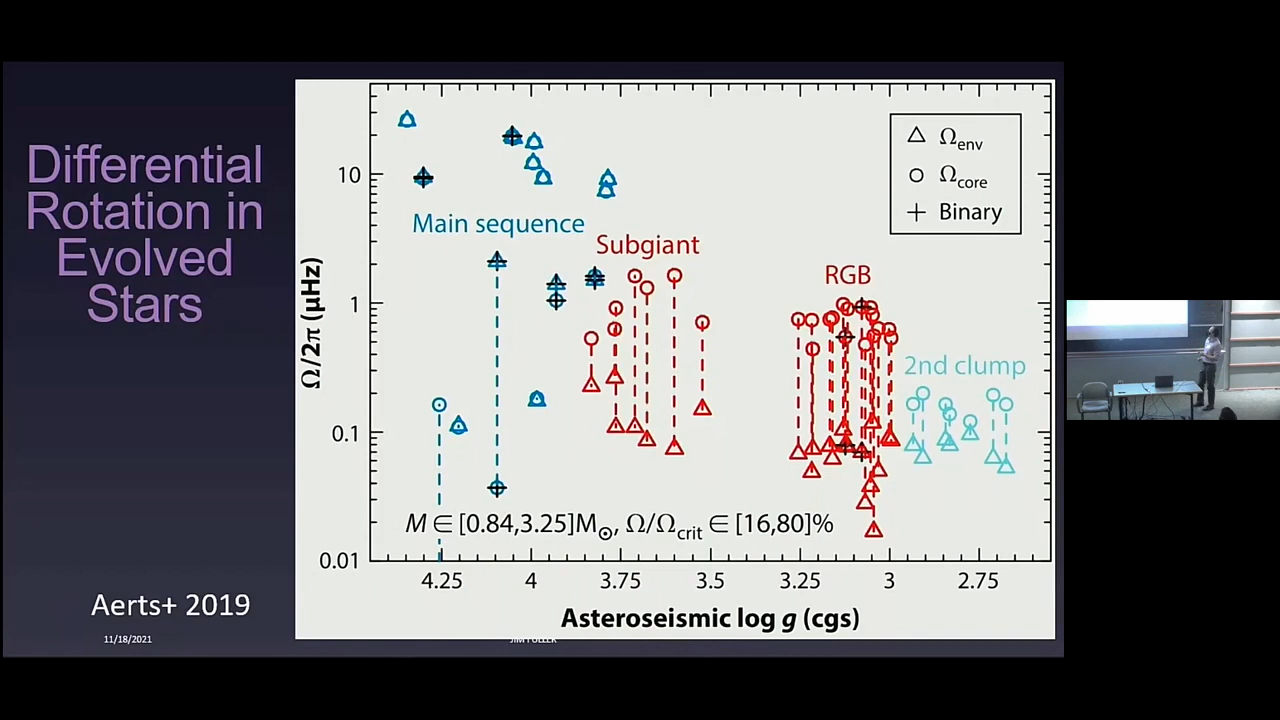 Differential
Rotation in
Evolved
Stars
Aerts+ 2019
11/18/2021
JIM FULLER
Ω/2π (μHz)
10
1
0.1
0.01
Main sequence
Subgiant
RGB
2nd clump
Ωenv
Ωcore
Binary
M ∈ [0.84,3.25]M⊙, Ω/Ωcrit ∈ [16,80]%
4.25
4
3.75
3.5
3.25
3
2.75
Asteroseismic log g (cgs)